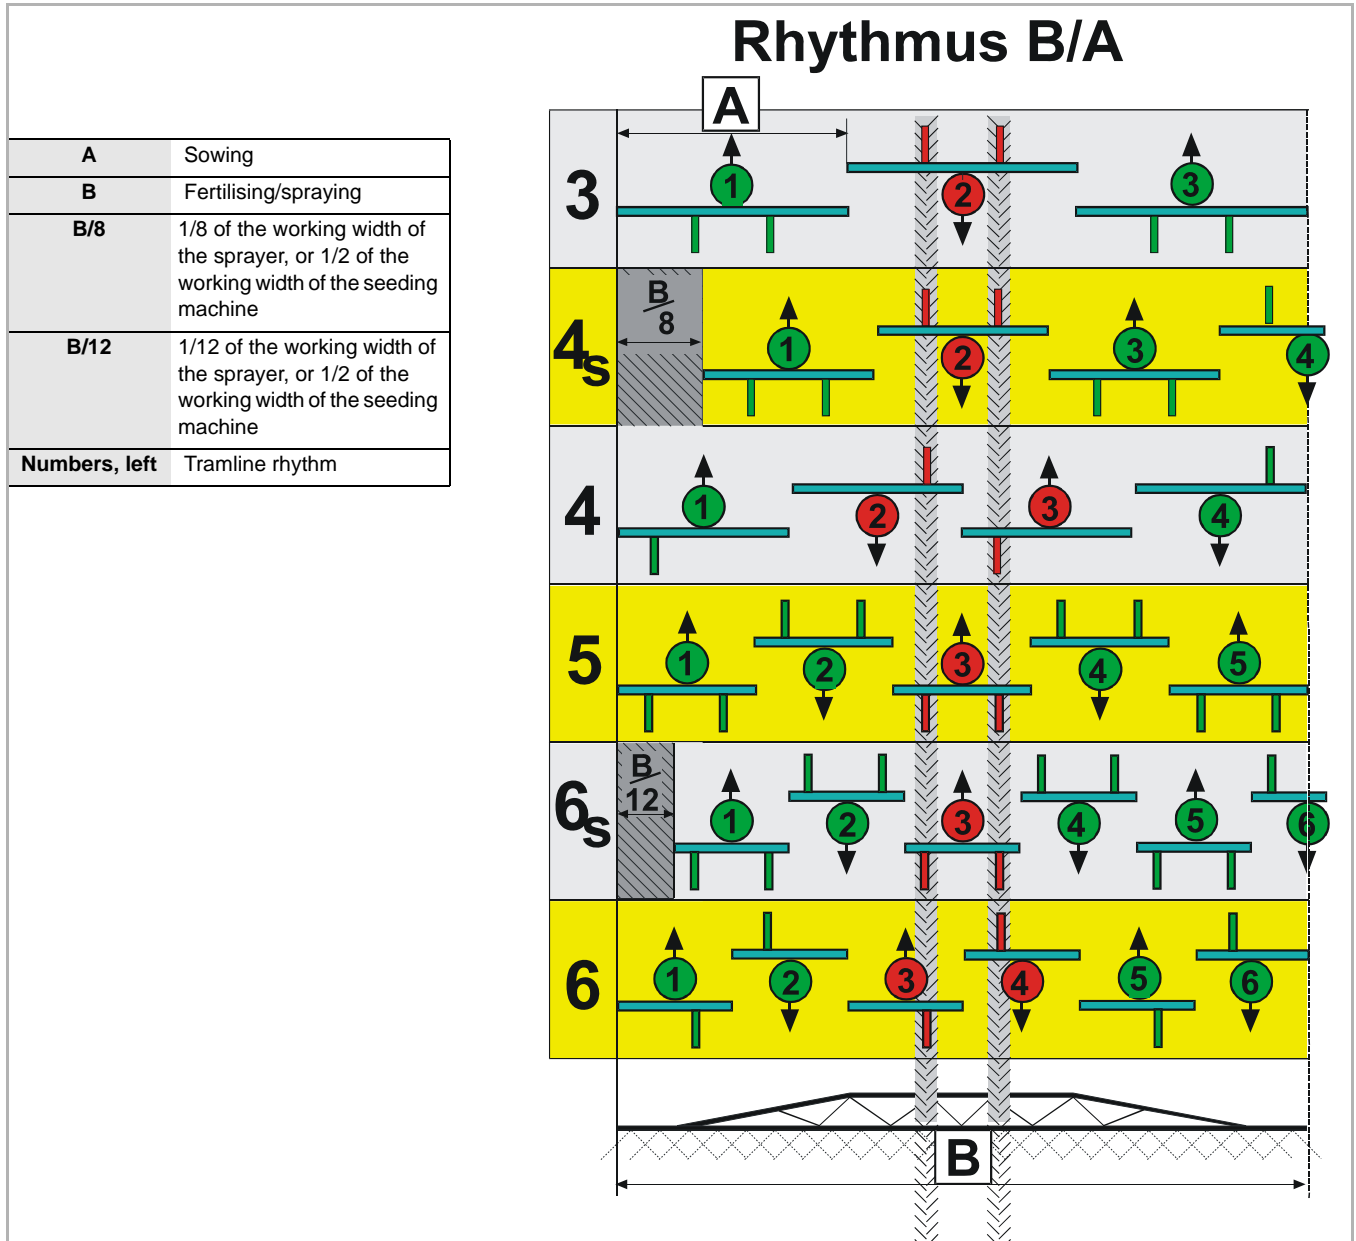 Rhythmus B/A
A Sowing
B Fertilising/spraying
B/8 1/8 of the working width of
the sprayer, or 1/2 of the
working width of the seeding
machine
B/12 1/12 of the working width of
the sprayer, or 1/2 of the
working width of the seeding
machine
Numbers, left Tramline rhythm
A
3 1 2 3
B/8
4s 1 2 3 4
4 1 2 3 4
5 1 2 3 4 5
B/12
6s 1 2 3 4 5 6
6 1 2 3 4 5 6
B